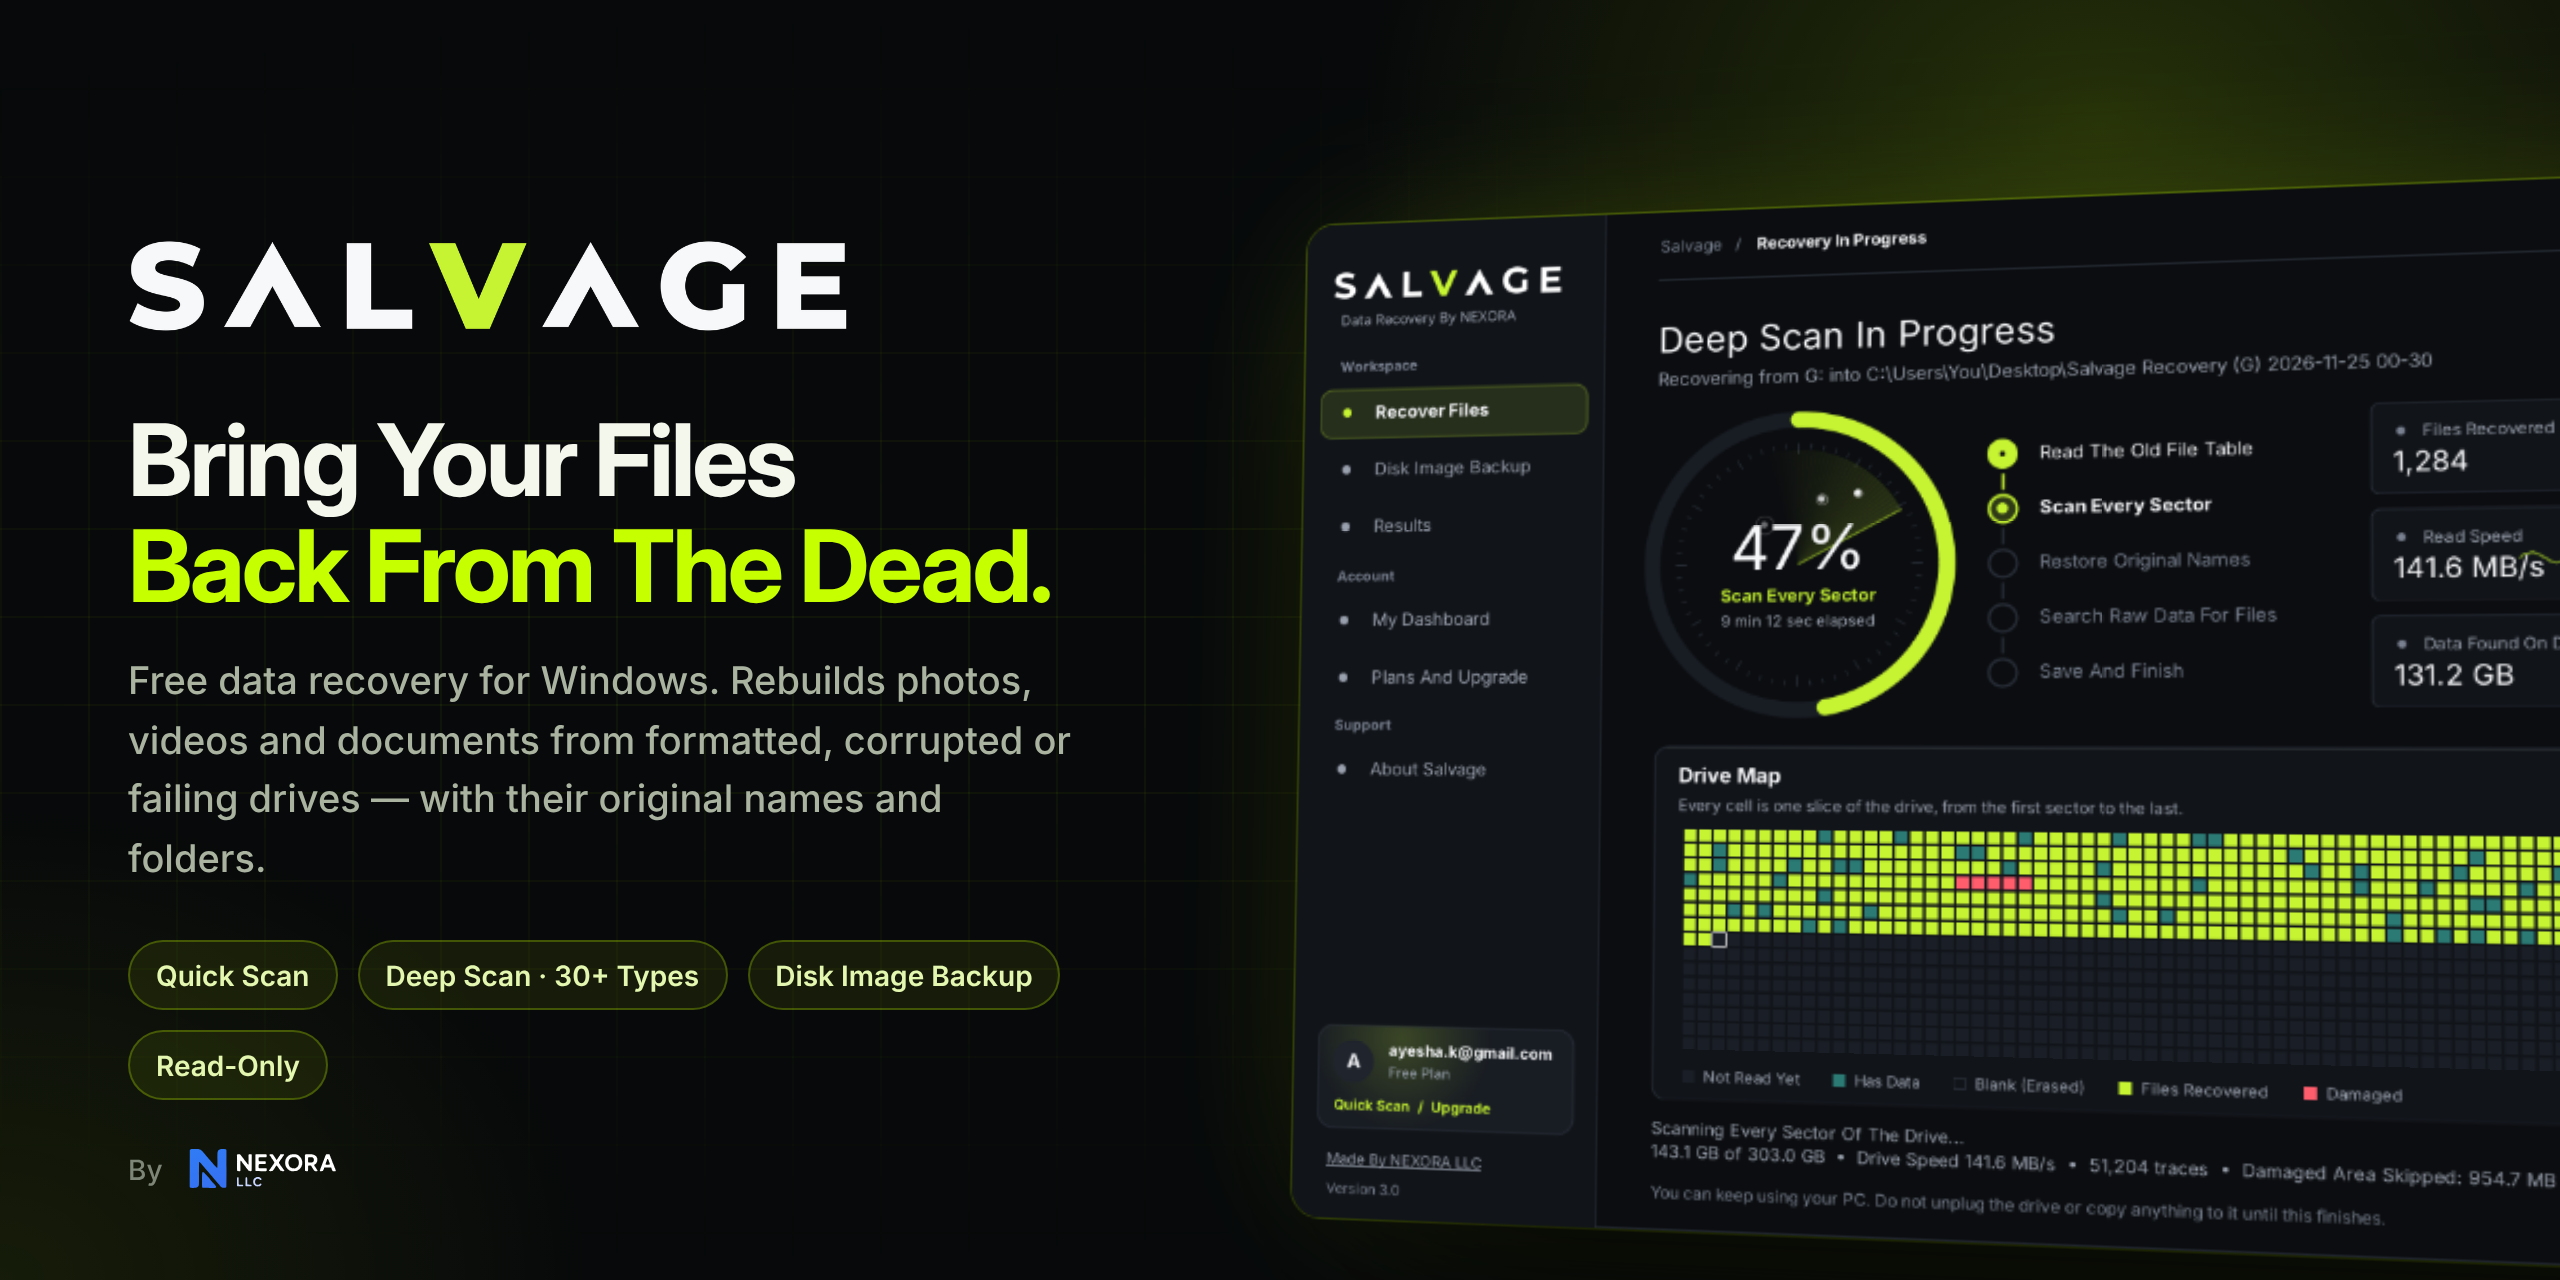 SALVAGE
Bring Your Files
Back From The Dead.
Free data recovery for Windows. Rebuilds photos,
videos and documents from formatted, corrupted or
failing drives — with their original names and
folders.
Quick Scan
Deep Scan · 30+ Types
Disk Image Backup
Read-Only
By NEXORA
LLC
SALVAGE
Data Recovery By NEXORA
Workspace
Recover Files
Disk Image Backup
Results
Account
My Dashboard
Plans And Upgrade
Support
About Salvage
A
ayesha.k@gmail.com
Free Plan
Quick Scan / Upgrade
Made By NEXORA LLC
Version 3.0
Salvage / Recovery In Progress
Deep Scan In Progress
Recovering from G: into C:\Users\You\Desktop\Salvage Recovery (G) 2026-11-25 00-30
47%
Scan Every Sector
9 min 12 sec elapsed
Read The Old File Table
Scan Every Sector
Restore Original Names
Search Raw Data For Files
Save And Finish
Files Recovered
1,284
Read Speed
141.6 MB/s
Data Found On
131.2 GB
Drive Map
Every cell is one slice of the drive, from the first sector to the last.
Not Read Yet
Has Data
Blank (Erased)
Files Recovered
Damaged
Scanning Every Sector Of The Drive...
143.1 GB of 303.0 GB • Drive Speed 141.6 MB/s • 51,204 traces • Damaged Area Skipped: 954.7 MB
You can keep using your PC. Do not unplug the drive or copy anything to it until this finishes.